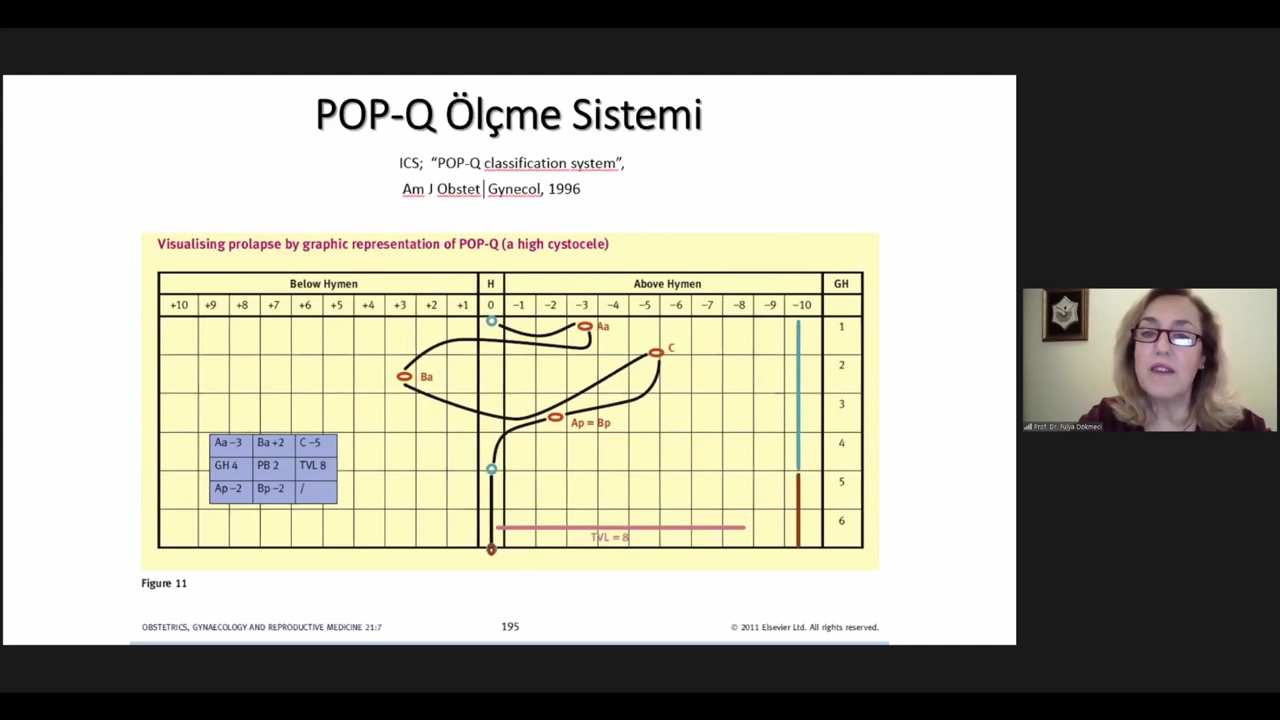 POP-Q Ölçme Sistemi
ICS; “POP-Q classification system”,
Am J Obstet Gynecol, 1996
Visualising prolapse by graphic representation of POP-Q (a high cystocele)
Below Hymen H Above Hymen GH
+10 +9 +8 +7 +6 +5 +4 +3 +2 +1 0 −1 −2 −3 −4 −5 −6 −7 −8 −9 −10
Aa 1
C
2
Ba
3
Ap = Bp
Aa −3 Ba +2 C −5 4
GH 4 PB 2 TVL 8
Ap −2 Bp −2 / 5
6
TVL = 8
Figure 11
OBSTETRICS, GYNAECOLOGY AND REPRODUCTIVE MEDICINE 21:7 195 © 2011 Elsevier Ltd. All rights reserved.
Prof. Dr. Fulya Dökmeci